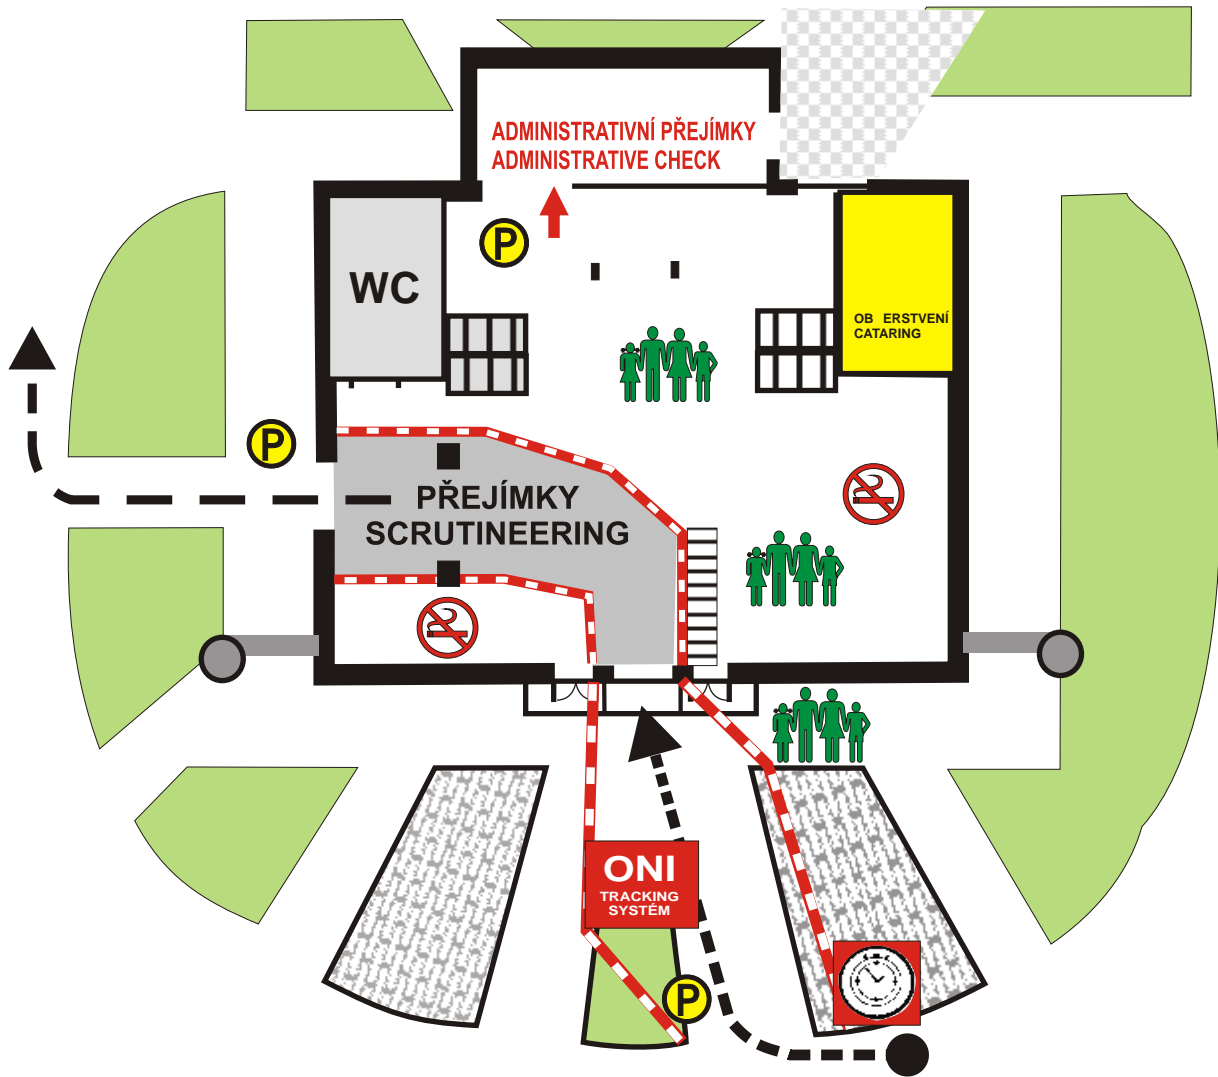 ADMINISTRATIVNÍ PŘEJÍMKY
ADMINISTRATIVE CHECK
P
WC
OB ERSTVENÍ
CATARING
P
PŘEJÍMKY
SCRUTINEERING
ONI
TRACKING
SYSTÉM
P